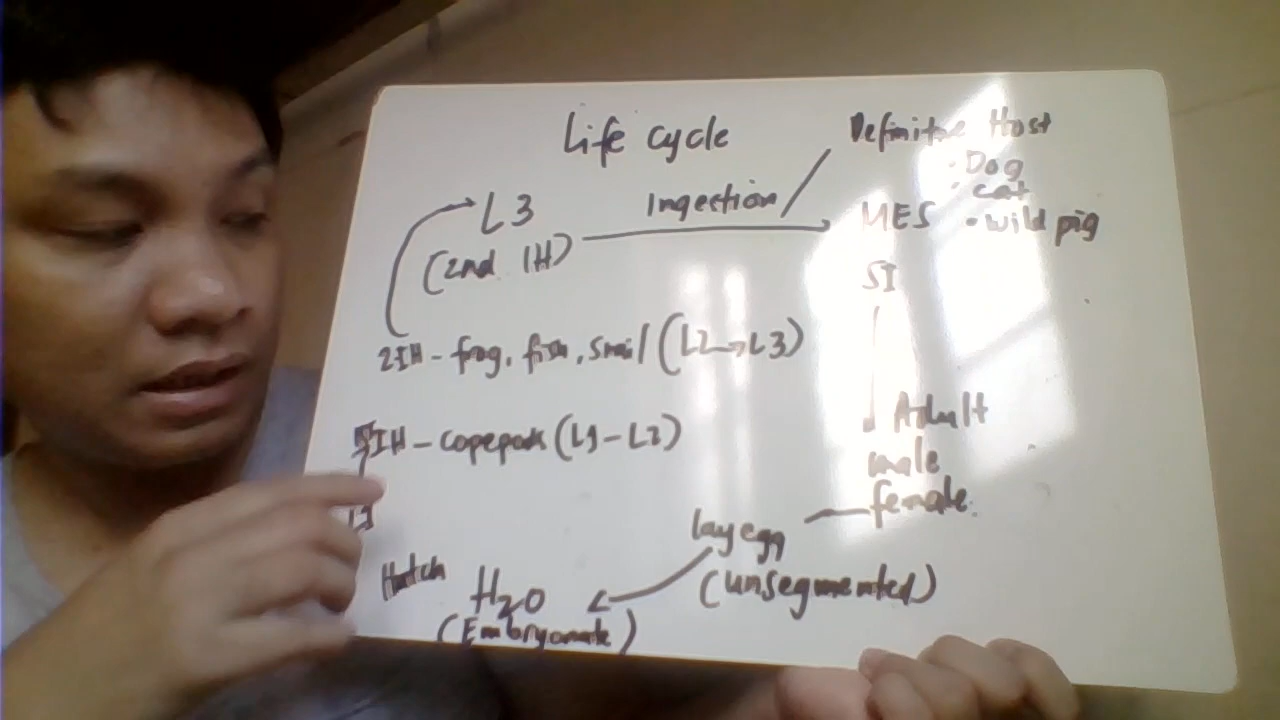 Life cycle
Definitive Host
• Dog
• cat
• wild pig
Ingestion
L3
(2nd IH)
MES
SI
2IH - frog, fish, snail (L2→L3)
IH - copepods (L1 - L2)
Adult
male
female
lay egg
(unsegmented)
Hatch
H2O
(Embryonate)